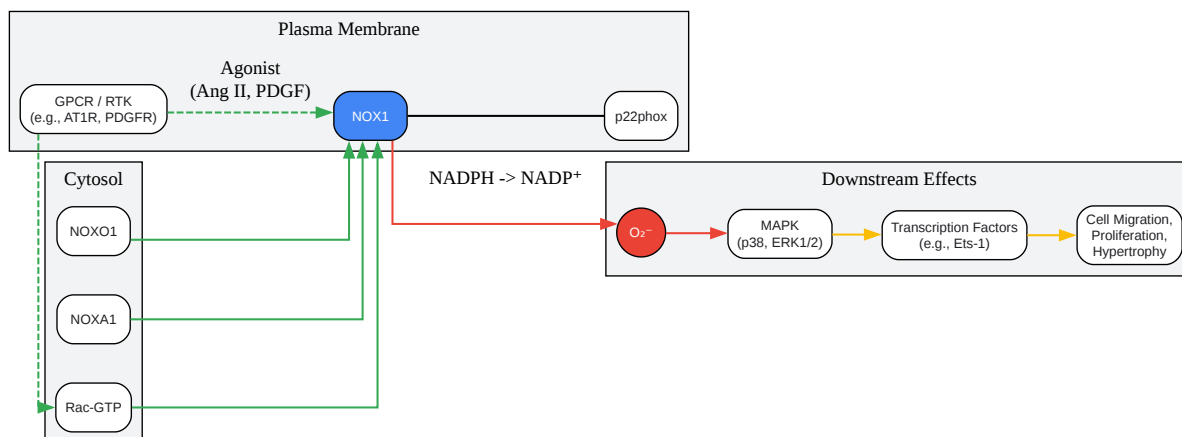 Plasma Membrane
Agonist
(Ang II, PDGF)
GPCR / RTK
(e.g., AT1R, PDGFR)
NOX1
p22phox
Cytosol
NOXO1
NOXA1
Rac-GTP
NADPH -> NADP⁺
Downstream Effects
O₂⁻
MAPK
(p38, ERK1/2)
Transcription Factors
(e.g., Ets-1)
Cell Migration,
Proliferation,
Hypertrophy